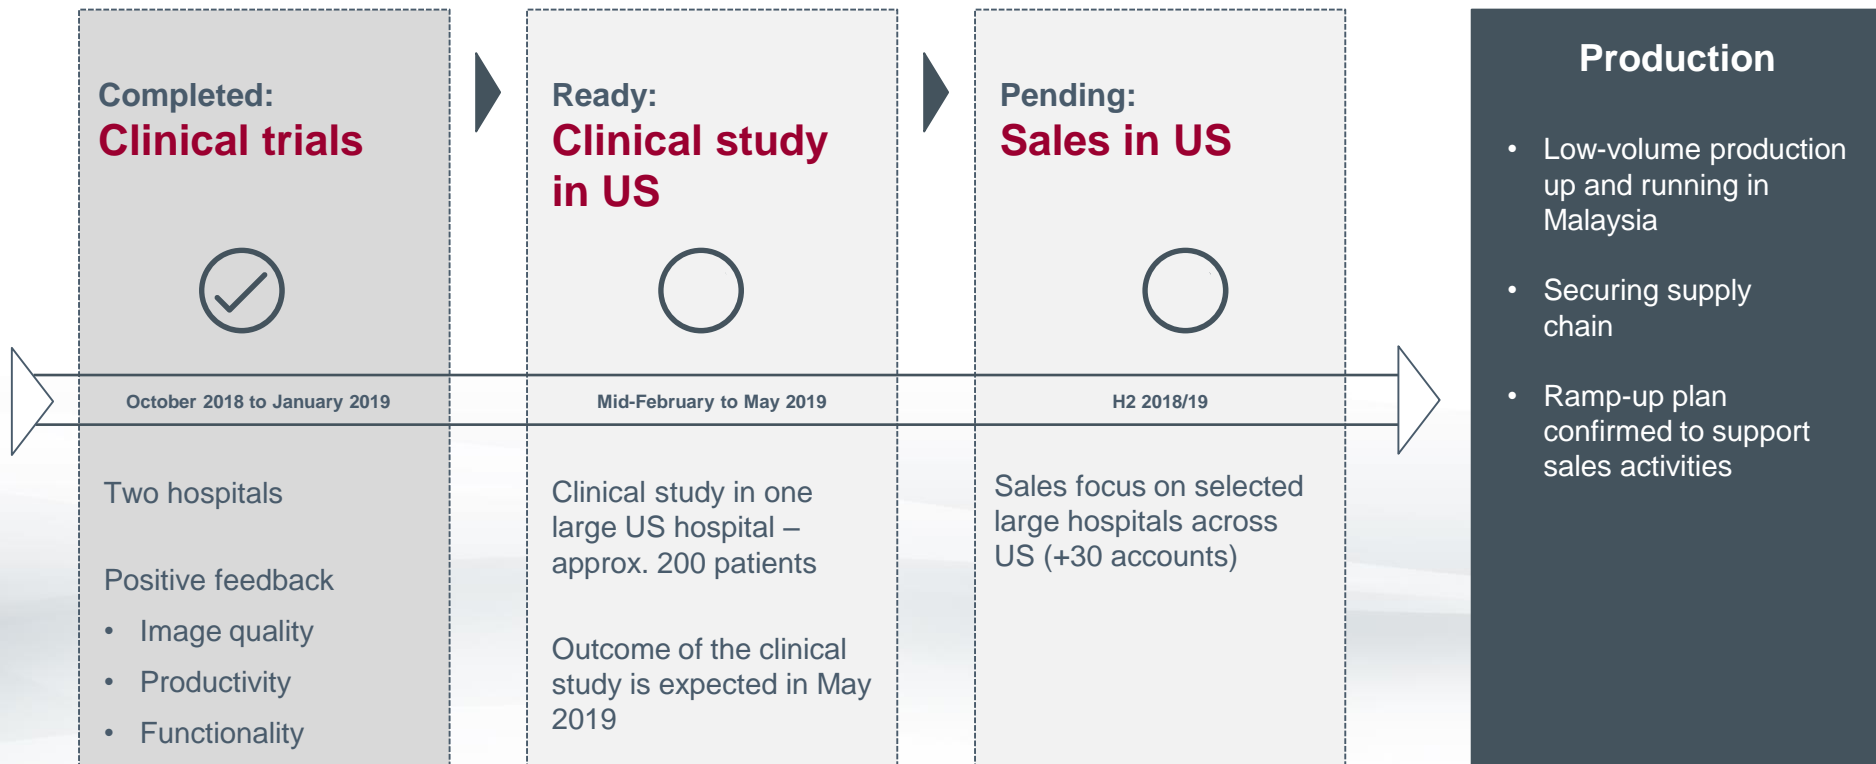 Completed:
Clinical trials
October 2018 to January 2019
Two hospitals
Positive feedback
• Image quality
• Productivity
• Functionality
Ready:
Clinical study
in US
Mid-February to May 2019
Clinical study in one
large US hospital –
approx. 200 patients
Outcome of the clinical
study is expected in May
2019
Pending:
Sales in US
H2 2018/19
Sales focus on selected
large hospitals across
US (+30 accounts)
Production
• Low-volume production
up and running in
Malaysia
• Securing supply
chain
• Ramp-up plan
confirmed to support
sales activities